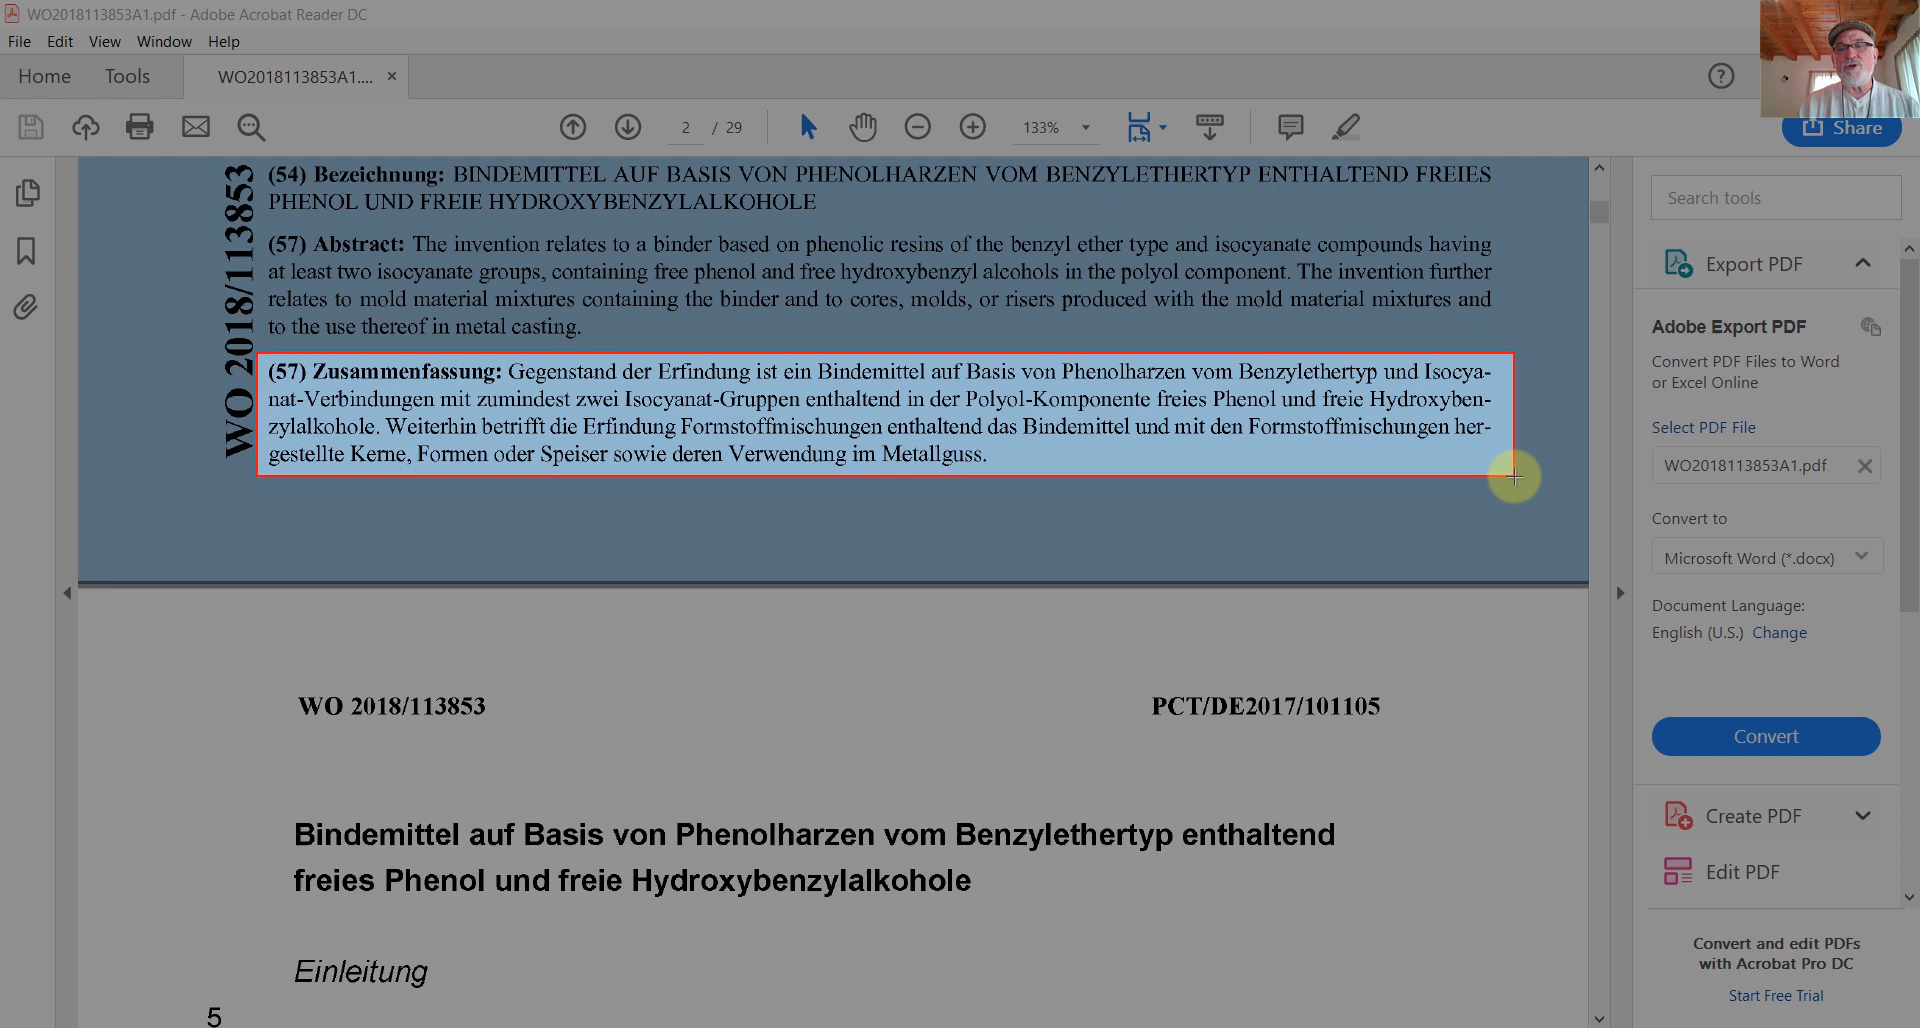 WO2018113853A1.pdf - Adobe Acrobat Reader DC
File Edit View Window Help
Home Tools WO2018113853A1.... ×
2 / 29 133% Share
WO 2018/113853
(54) Bezeichnung: BINDEMITTEL AUF BASIS VON PHENOLHARZEN VOM BENZYLETHERTYP ENTHALTEND FREIES
PHENOL UND FREIE HYDROXYBENZYLALKOHOLE
(57) Abstract: The invention relates to a binder based on phenolic resins of the benzyl ether type and isocyanate compounds having
at least two isocyanate groups, containing free phenol and free hydroxybenzyl alcohols in the polyol component. The invention further
relates to mold material mixtures containing the binder and to cores, molds, or risers produced with the mold material mixtures and
to the use thereof in metal casting.
(57) Zusammenfassung: Gegenstand der Erfindung ist ein Bindemittel auf Basis von Phenolharzen vom Benzylethertyp und Isocya-
nat-Verbindungen mit zumindest zwei Isocyanat-Gruppen enthaltend in der Polyol-Komponente freies Phenol und freie Hydroxyben-
zylalkohole. Weiterhin betrifft die Erfindung Formstoffmischungen enthaltend das Bindemittel und mit den Formstoffmischungen her-
gestellte Kerne, Formen oder Speiser sowie deren Verwendung im Metallguss.
WO 2018/113853 PCT/DE2017/101105
Bindemittel auf Basis von Phenolharzen vom Benzylethertyp enthaltend
freies Phenol und freie Hydroxybenzylalkohole
Einleitung
5
Search tools
Export PDF
Adobe Export PDF
Convert PDF Files to Word
or Excel Online
Select PDF File
WO2018113853A1.pdf
Convert to
Microsoft Word (*.docx)
Document Language:
English (U.S.) Change
Convert
Create PDF
Edit PDF
Convert and edit PDFs
with Acrobat Pro DC
Start Free Trial